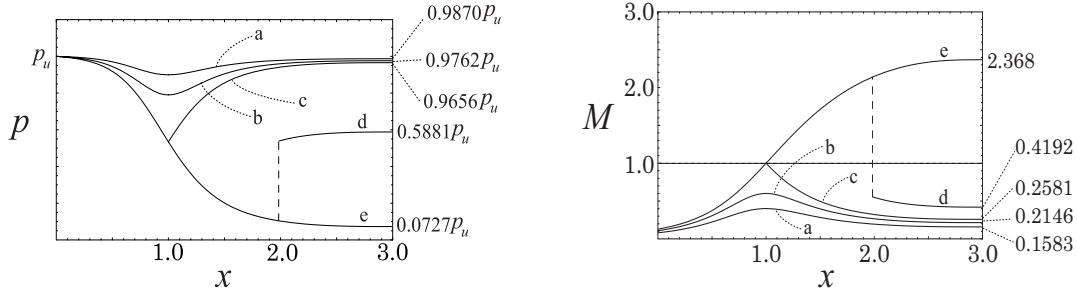 0.9870p_u
a
p_u
0.9762p_u
0.9656p_u
b
c
p
d
0.5881p_u
e
0.0727p_u
1.0
2.0
3.0
x
3.0
e
2.368
2.0
M
b
0.4192
1.0
c
0.2581
d
0.2146
a
0.1583
1.0
2.0
3.0
x